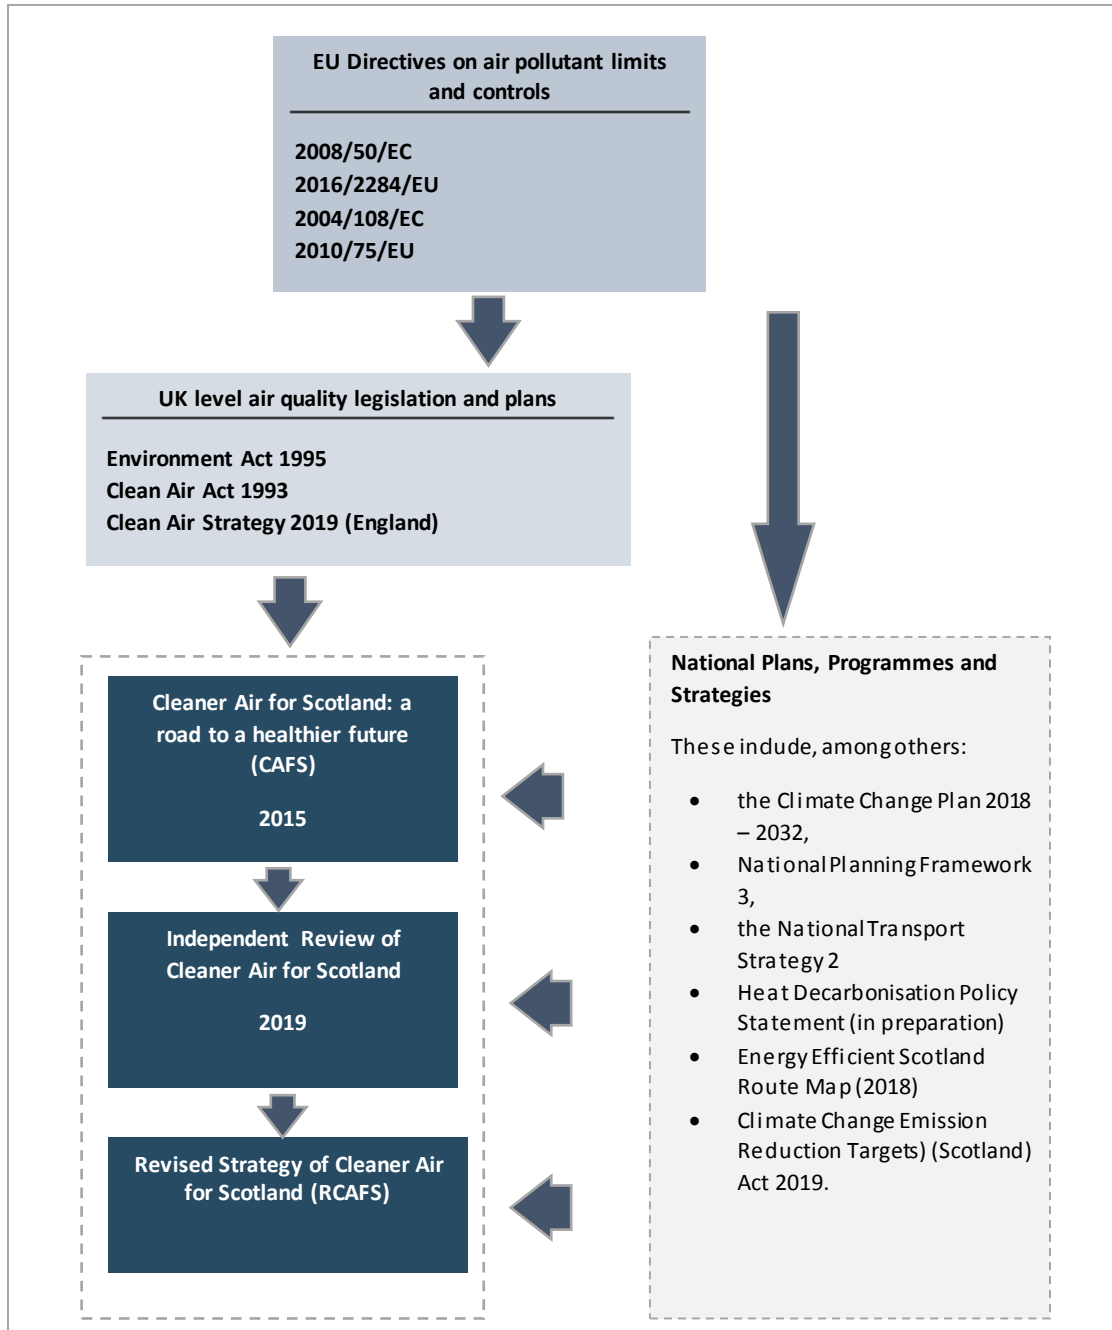 EU Directives on air pollutant limits
and controls
2008/50/EC
2016/2284/EU
2004/108/EC
2010/75/EU
UK level air quality legislation and plans
Environment Act 1995
Clean Air Act 1993
Clean Air Strategy 2019 (England)
Cleaner Air for Scotland: a
road to a healthier future
(CAFS)
2015
Independent Review of
Cleaner Air for Scotland
2019
Revised Strategy of Cleaner Air
for Scotland (RCAFS)
National Plans, Programmes and
Strategies
These include, among others:
• the Climate Change Plan 2018
– 2032,
• National Planning Framework
3,
• the National Transport
Strategy 2
• Heat Decarbonisation Policy
Statement (in preparation)
• Energy Efficient Scotland
Route Map (2018)
• Climate Change Emission
Reduction Targets) (Scotland)
Act 2019.